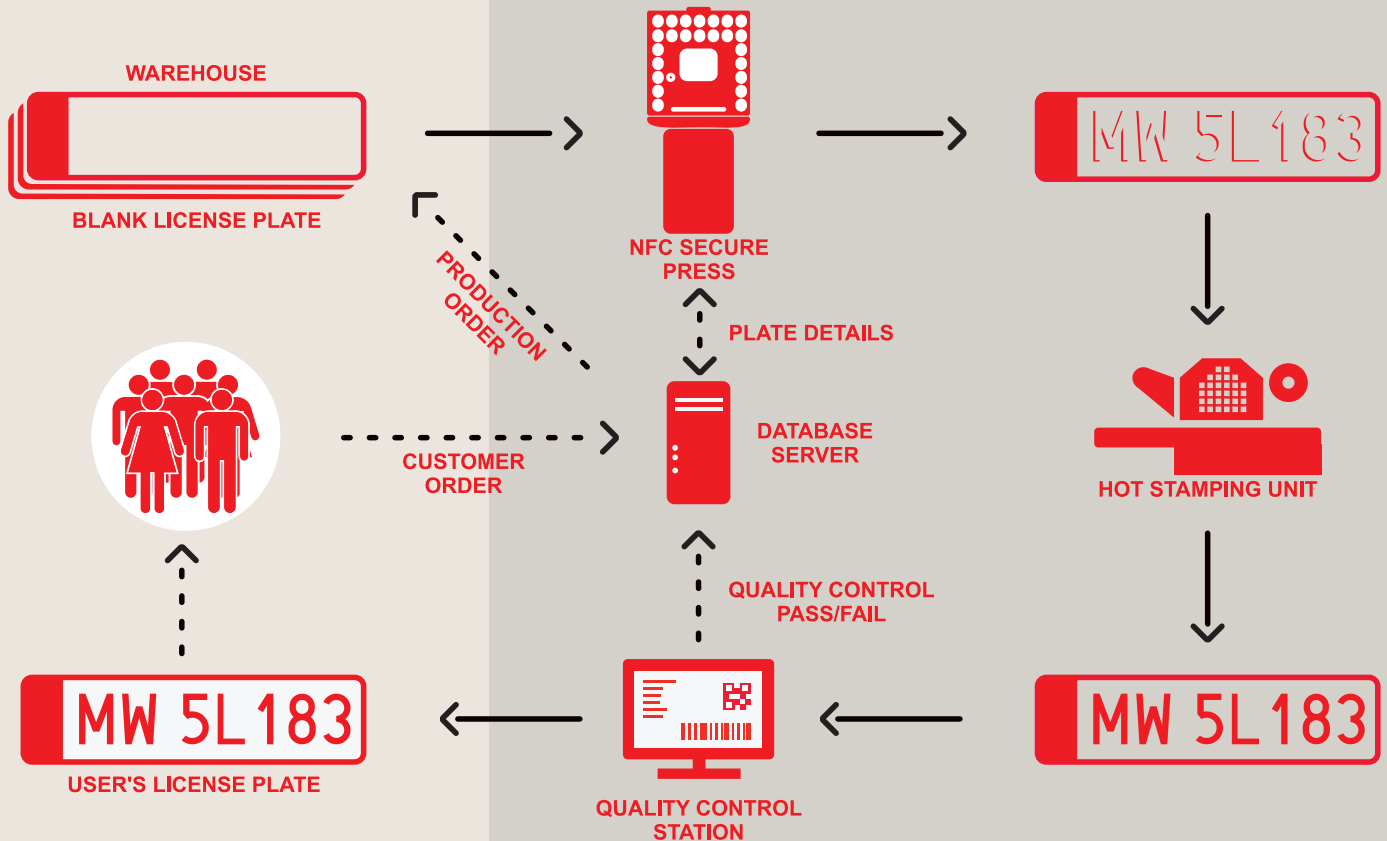 WAREHOUSE
BLANK LICENSE PLATE
NFC SECURE
PRESS
MW 5L183
PRODUCTION
ORDER
PLATE DETAILS
CUSTOMER
ORDER
DATABASE
SERVER
HOT STAMPING UNIT
QUALITY CONTROL
PASS/FAIL
MW 5L183
USER'S LICENSE PLATE
QUALITY CONTROL
STATION
MW 5L183